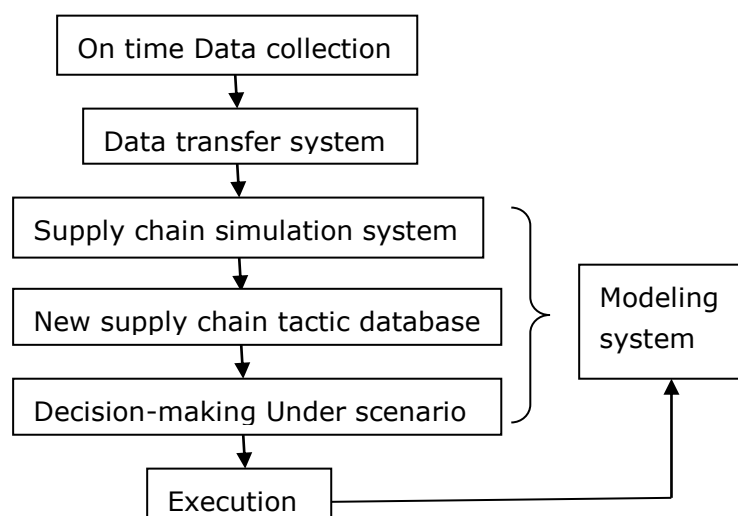 On time Data collection
Data transfer system
Supply chain simulation system
New supply chain tactic database
Modeling
system
Decision-making Under scenario
Execution